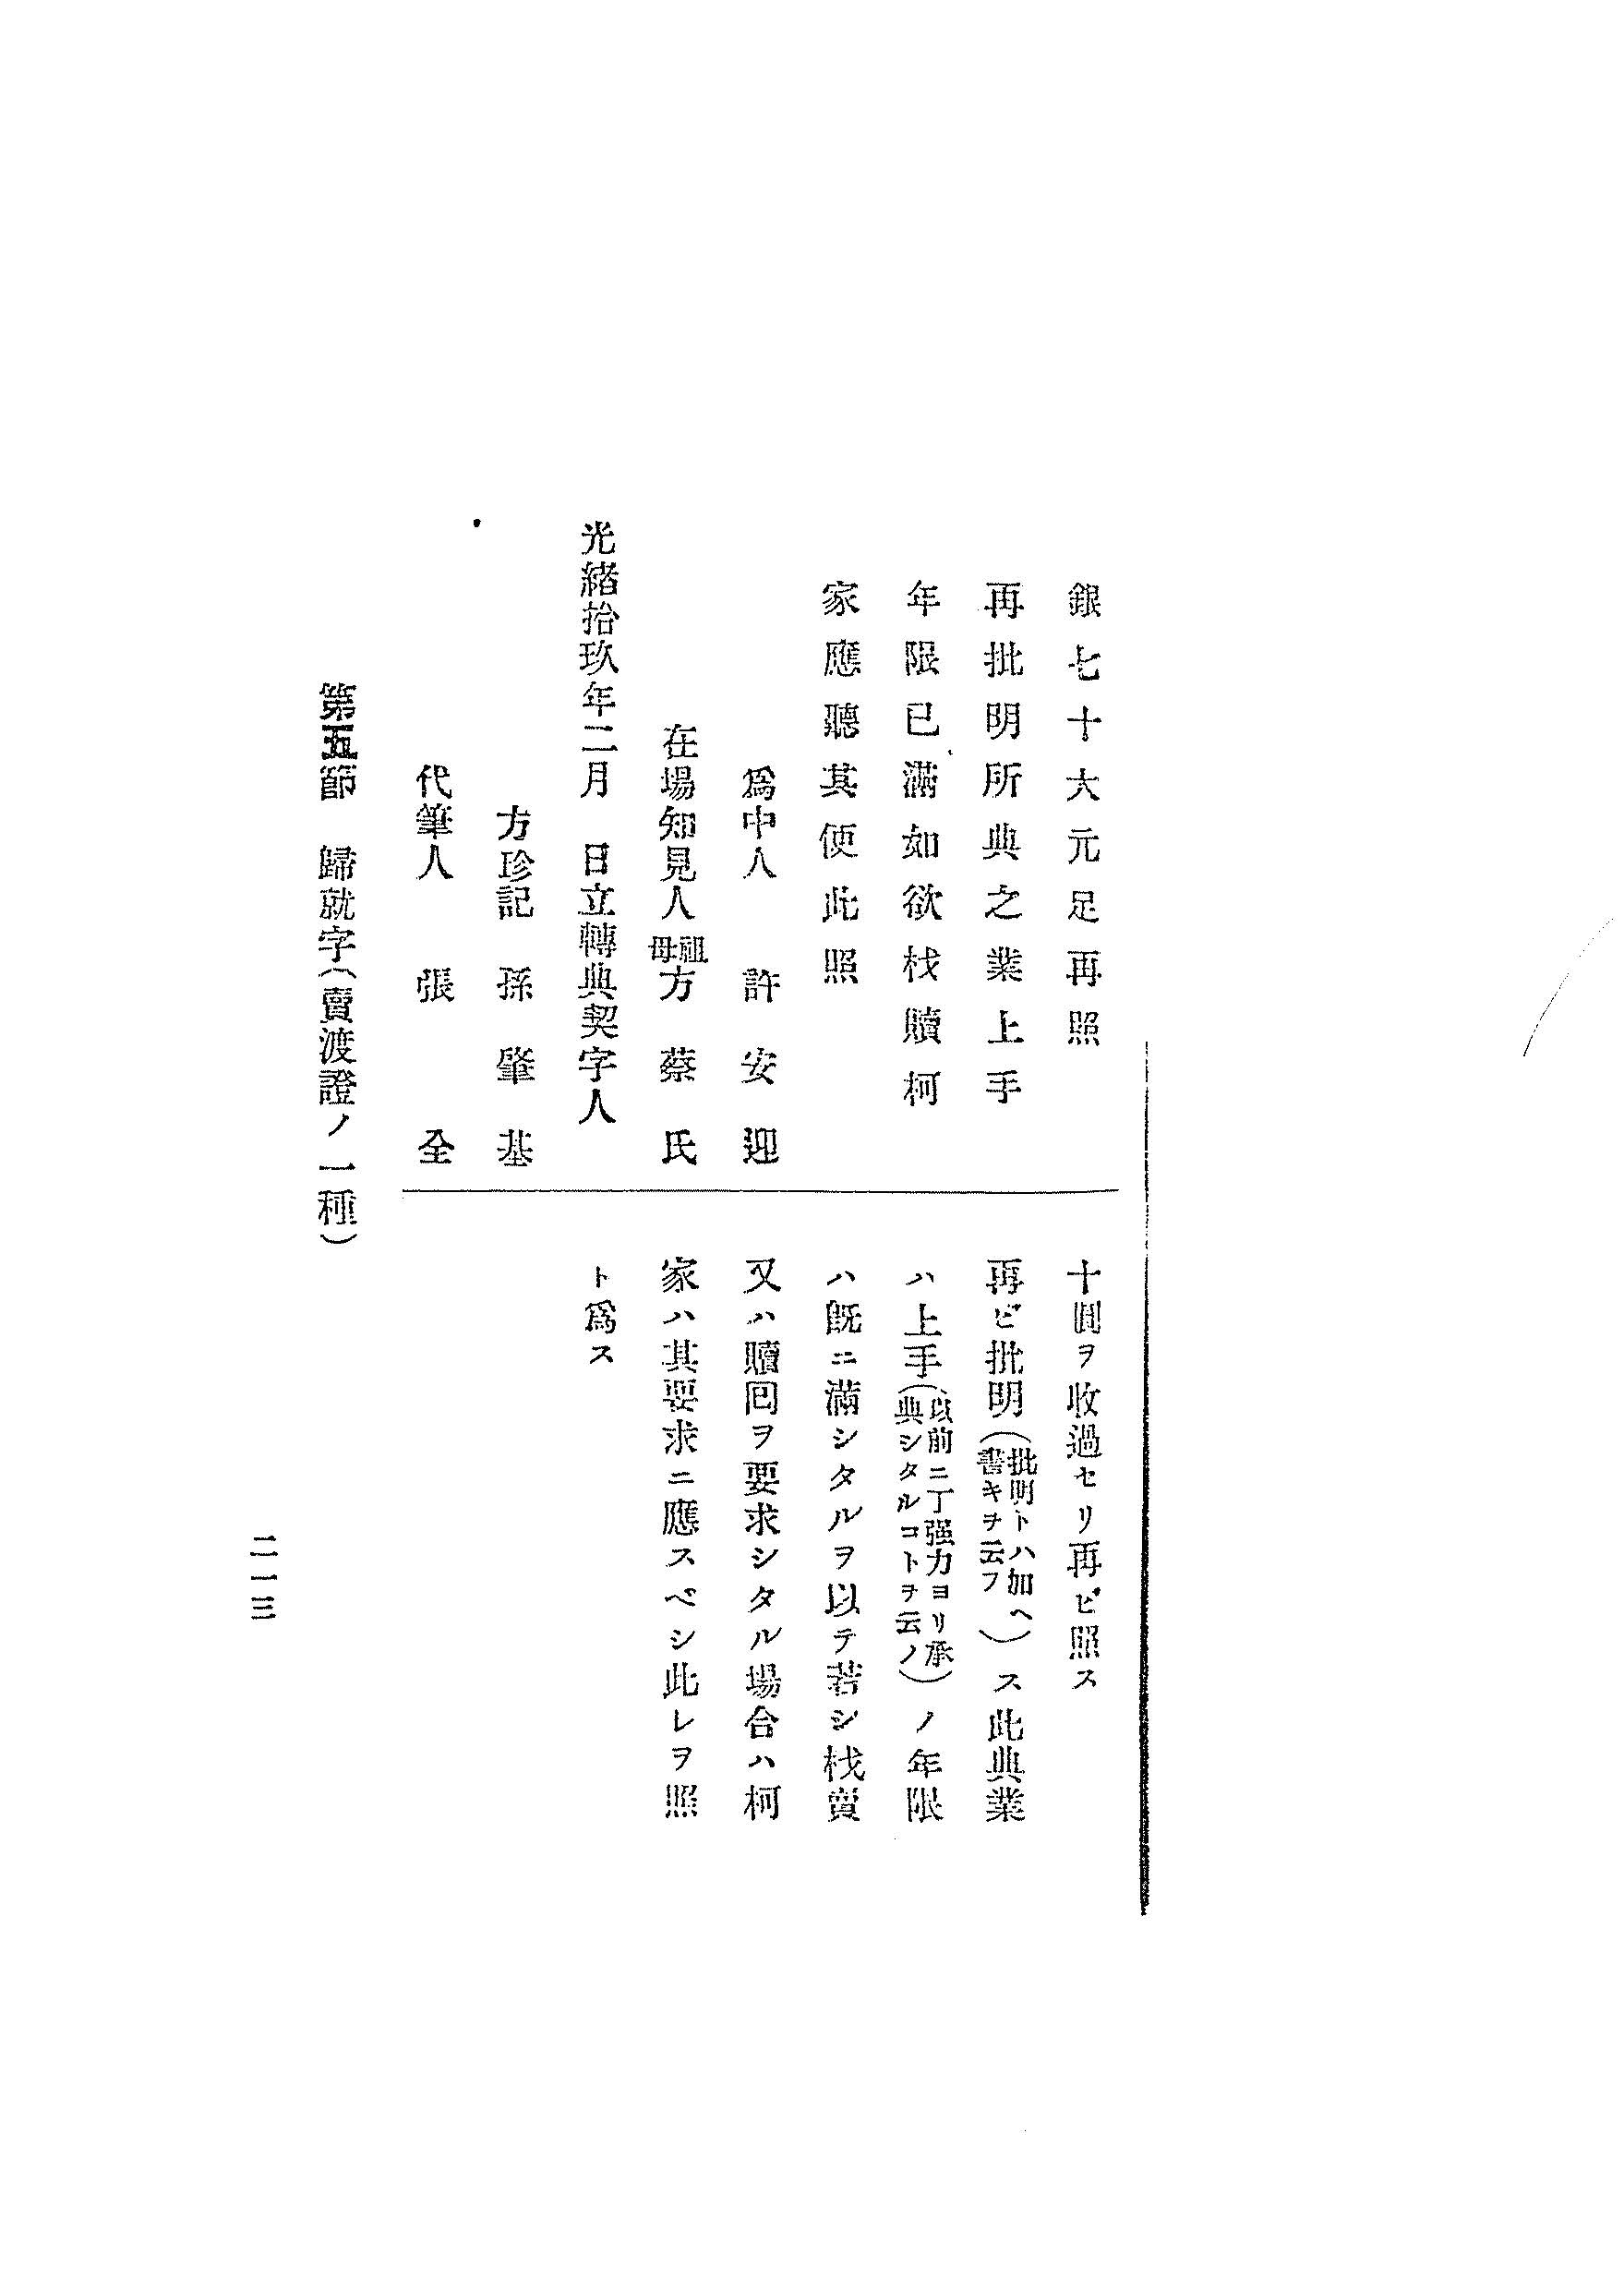 銀七十大元足再照
再批明所典之業上手
年限已滿如欲找贖柯
家應聽其便此照
爲中人　許安迎
在場知見人祖母方蔡氏
光緒拾玖年二月　日立轉典契字人
方珍記　孫肇基
代筆人　張全
十圓ヲ收過セリ再ビ照ス
再ビ批明（批明トハ加ヘ書キヲ云フ）ス此典業
ハ上手（以前ニ丁强力ヨリ承典シタルコトヲ云ノ）ノ年限
ハ既ニ滿シタルヲ以テ若シ找賣
又ハ贖回ヲ要求シタル場合ハ柯
家ハ其要求ニ應スベシ此レヲ照
ト爲ス
第五節　歸就字（賣渡證ノ一種）
二一三